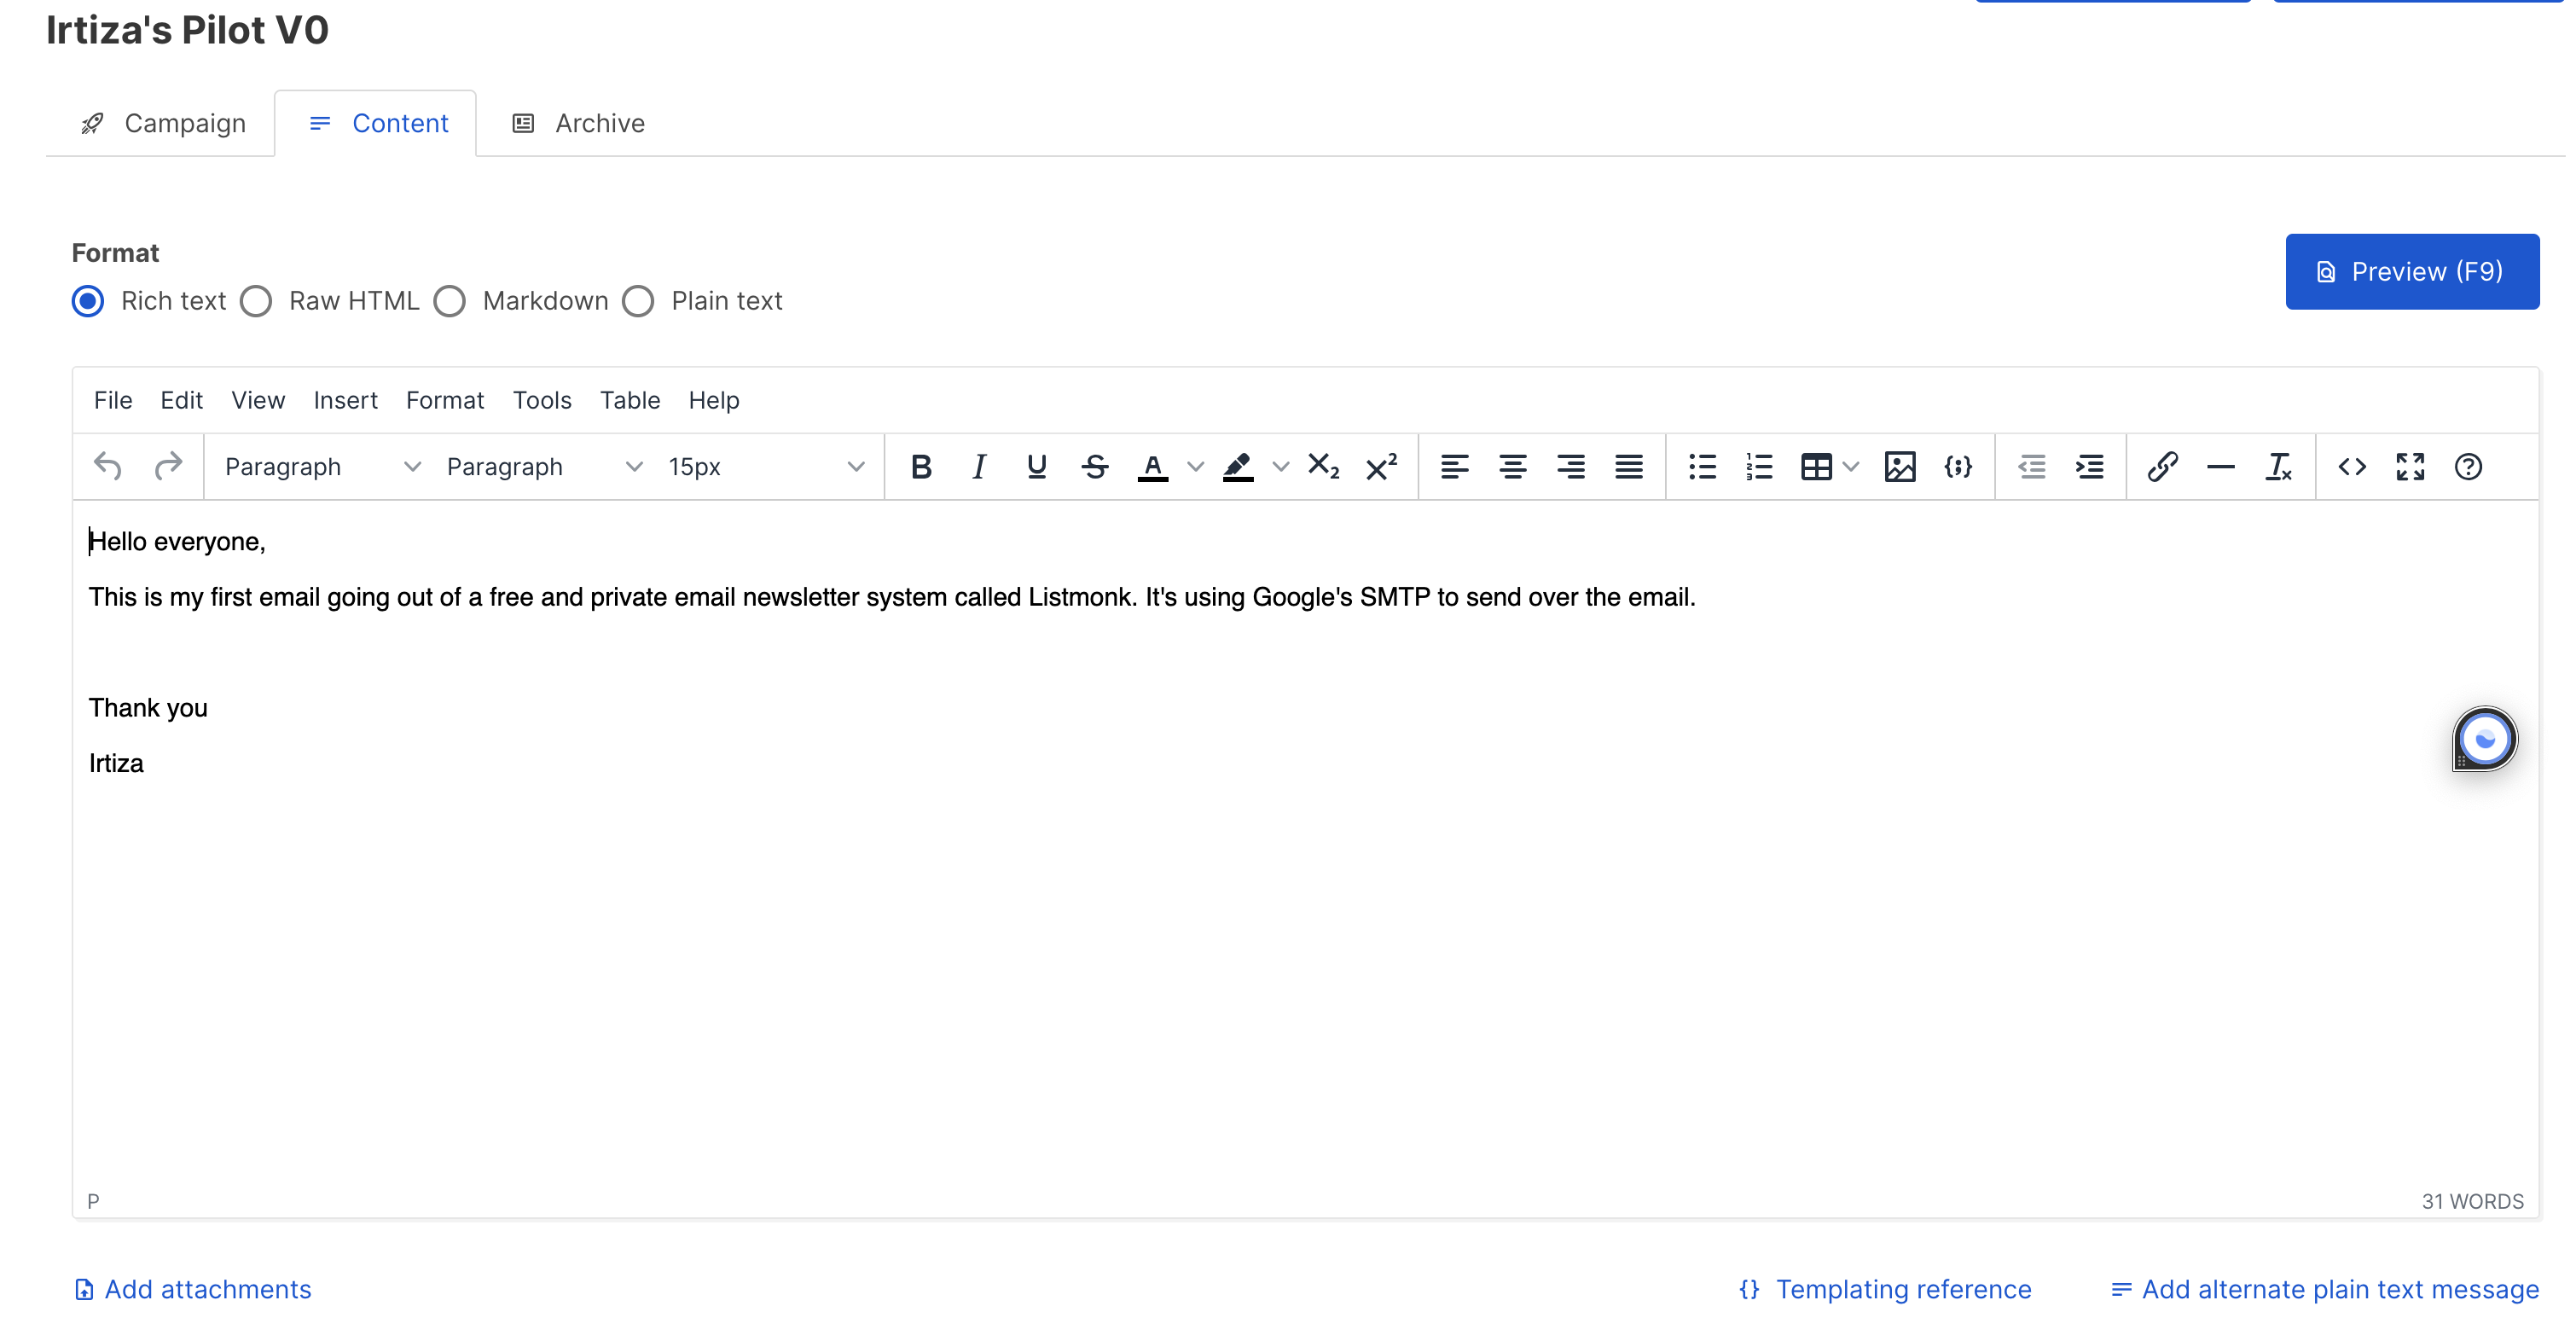 Irtiza's Pilot V0
Campaign Content Archive
Format
Rich text Raw HTML Markdown Plain text
Preview (F9)
File Edit View Insert Format Tools Table Help
Paragraph Paragraph 15px
Hello everyone,
This is my first email going out of a free and private email newsletter system called Listmonk. It's using Google's SMTP to send over the email.
Thank you
Irtiza
P 31 WORDS
Add attachments Templating reference Add alternate plain text message